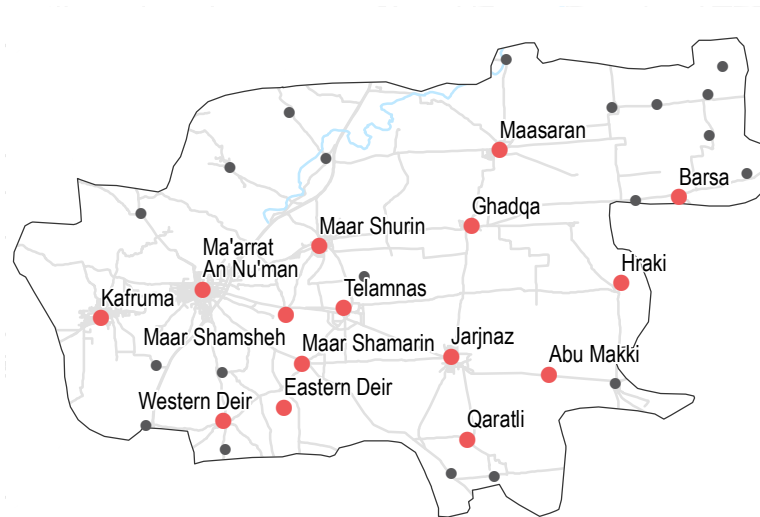 Maasaran
Barsa
Ghadqa
Maar Shurin
Ma'arrat
An Nu'man
Hraki
Telamnas
Kafruma
Maar Shamsheh
Maar Shamarin
Jarjnaz
Abu Makki
Eastern Deir
Western Deir
Qaratli